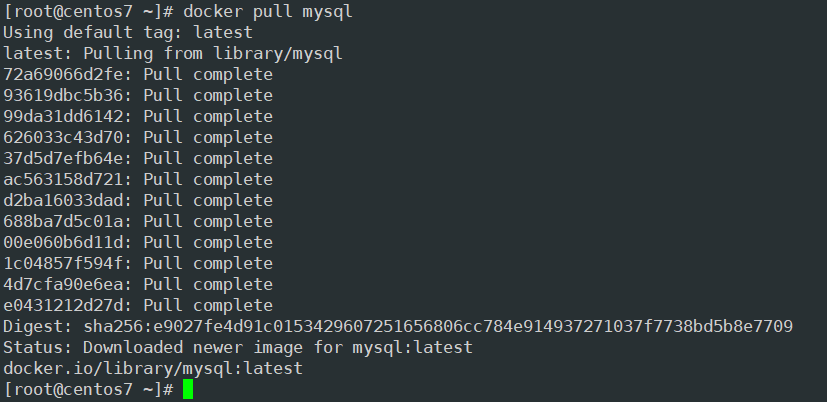 [root@centos7 ~]# docker pull mysql
Using default tag: latest
latest: Pulling from library/mysql
72a69066d2fe: Pull complete
93619dbc5b36: Pull complete
99da31dd6142: Pull complete
626033c43d70: Pull complete
37d5d7efb64e: Pull complete
ac563158d721: Pull complete
d2ba16033dad: Pull complete
688ba7d5c01a: Pull complete
00e060b6d11d: Pull complete
1c04857f594f: Pull complete
4d7cfa90e6ea: Pull complete
e0431212d27d: Pull complete
Digest: sha256:e9027fe4d91c0153429607251656806cc784e914937271037f7738bd5b8e7709
Status: Downloaded newer image for mysql:latest
docker.io/library/mysql:latest
[root@centos7 ~]#